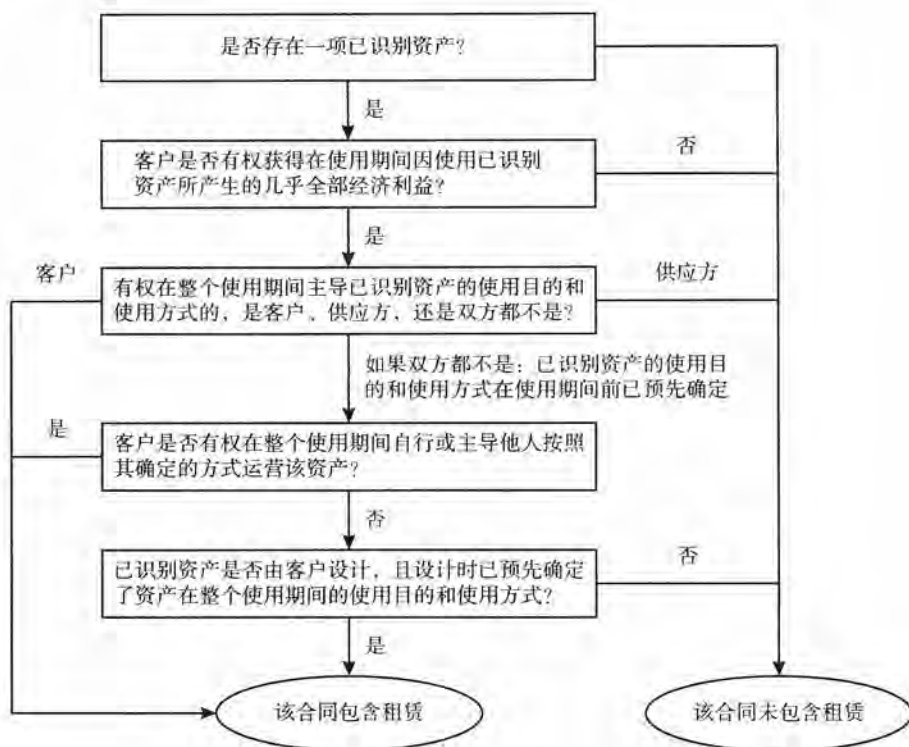 是否存在一项已识别资产？
是
客户是否有权获得在使用期间因使用已识别
资产所产生的几乎全部经济利益？
否
是
客户
有权在整个使用期间主导已识别资产的使用目的和
使用方式的，是客户、供应方、还是双方都不是？
供应方
如果双方都不是：已识别资产的使用目
的和使用方式在使用期间前已预先确定
是
客户是否有权在整个使用期间自行或主导他人按照
其确定的方式运营该资产？
否
已识别资产是否由客户设计，且设计时已预先确定
了资产在整个使用期间的使用目的和使用方式？
否
是
该合同包含租赁
该合同未包含租赁